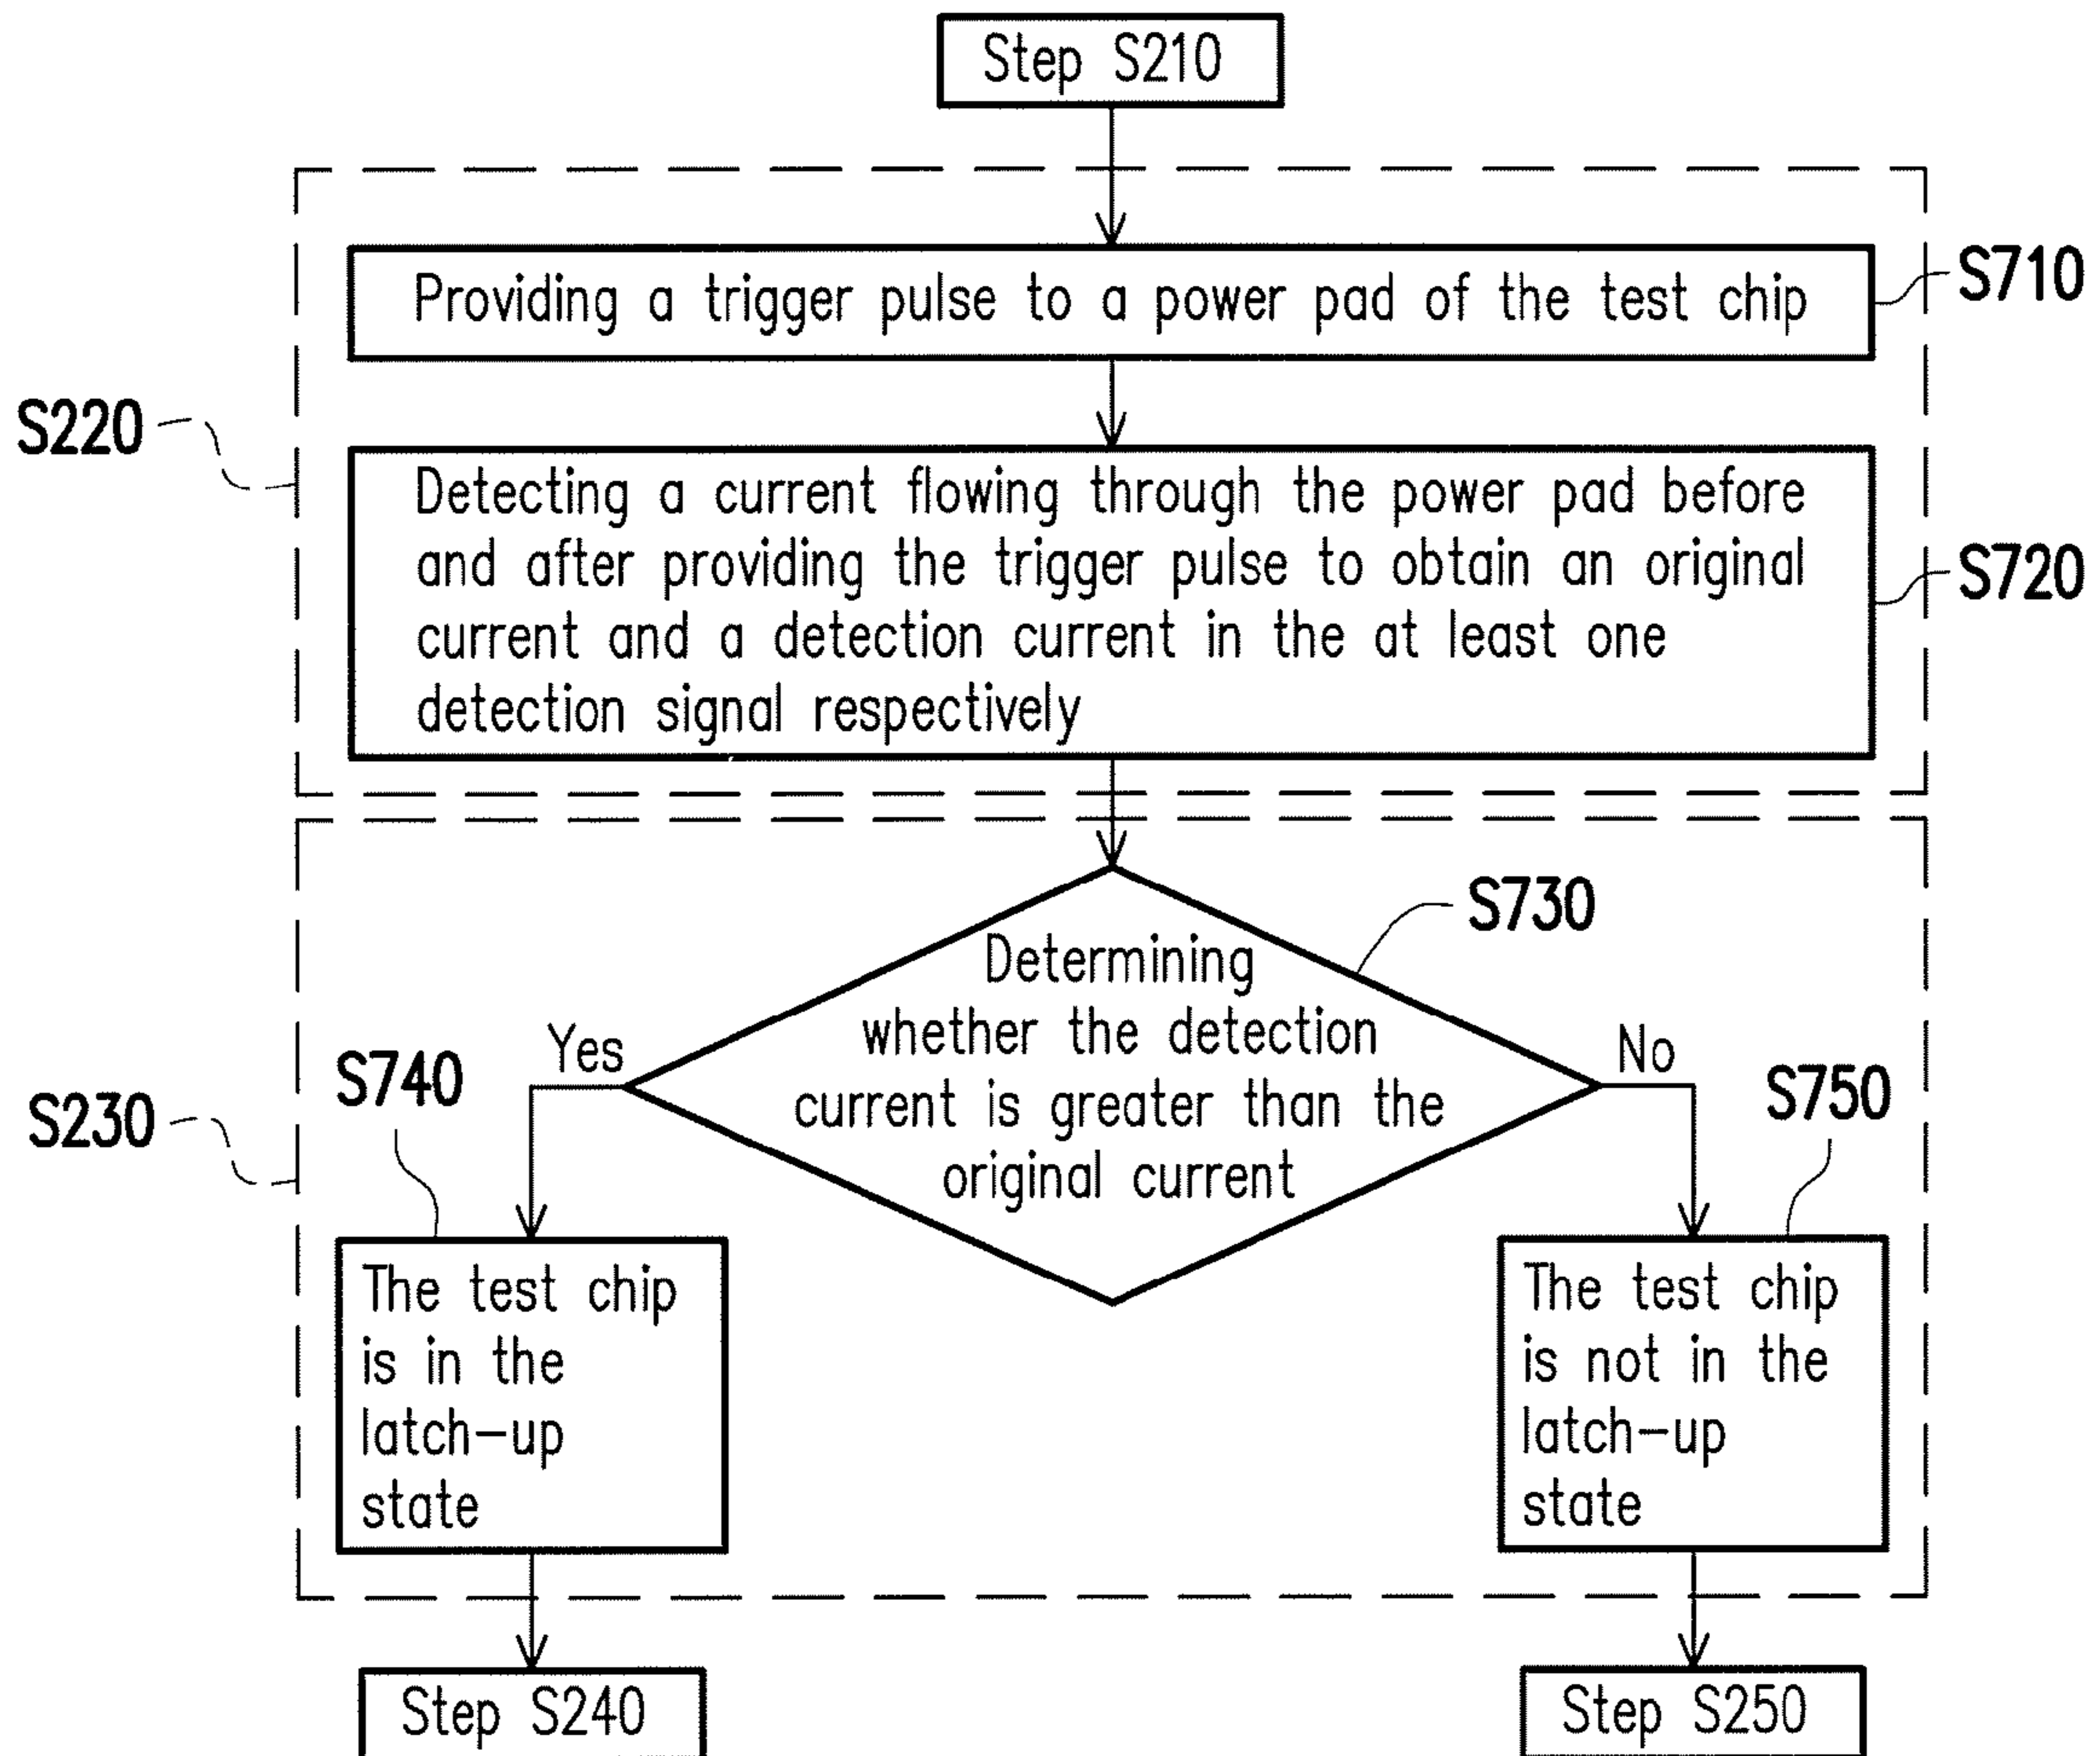 Step S210
Providing a trigger pulse to a power pad of the test chip
S710
S220
Detecting a current flowing through the power pad before
and after providing the trigger pulse to obtain an original
current and a detection current in the at least one
detection signal respectively
S720
S730
Determining
whether the detection
current is greater than the
original current
Yes
No
S740
S750
S230
The test chip
is in the
latch-up
state
The test chip
is not in the
latch-up
state
Step S240
Step S250